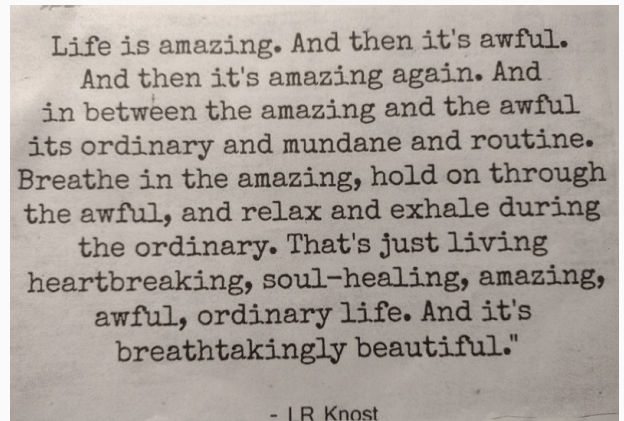 Life is amazing. And then it's awful.
And then it's amazing again. And
in between the amazing and the awful
its ordinary and mundane and routine.
Breathe in the amazing, hold on through
the awful, and relax and exhale during
the ordinary. That's just living
heartbreaking, soul-healing, amazing,
awful, ordinary life. And it's
breathtakingly beautiful."
- LR Knost